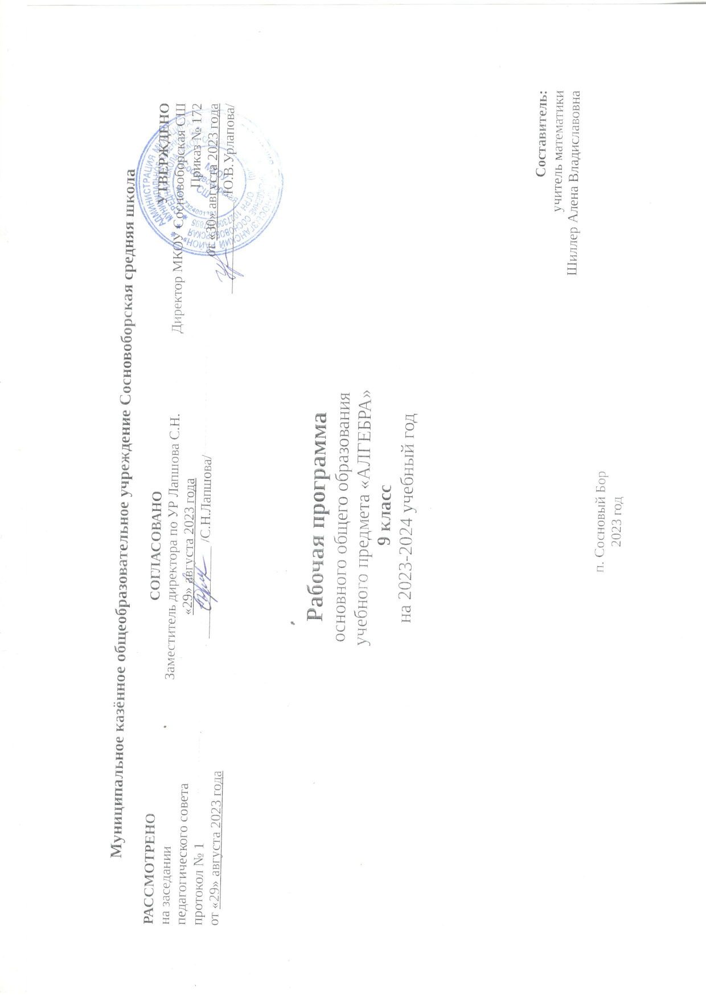 Муниципальное казённое общеобразовательное учреждение Сосновоборская средняя школа
РАССМОТРЕНО
на заседании
педагогического совета
протокол № 1
от «29» августа 2023 года
СОГЛАСОВАНО
Заместитель директора по УР Лапшова С.Н.
«29» августа 2023 года
/С.Н.Лапшова/
УТВЕРЖДЕНО
Директор МКОУ Сосновоборская СШ
Приказ № 172
от «30» августа 2023 года
Ю.В.Урлапова/
Рабочая программа
основного общего образования
учебного предмета «АЛГЕБРА»
9 класс
на 2023-2024 учебный год
Составитель:
учитель математики
Шиллер Алена Владиславовна
п. Сосновый Бор
2023 год